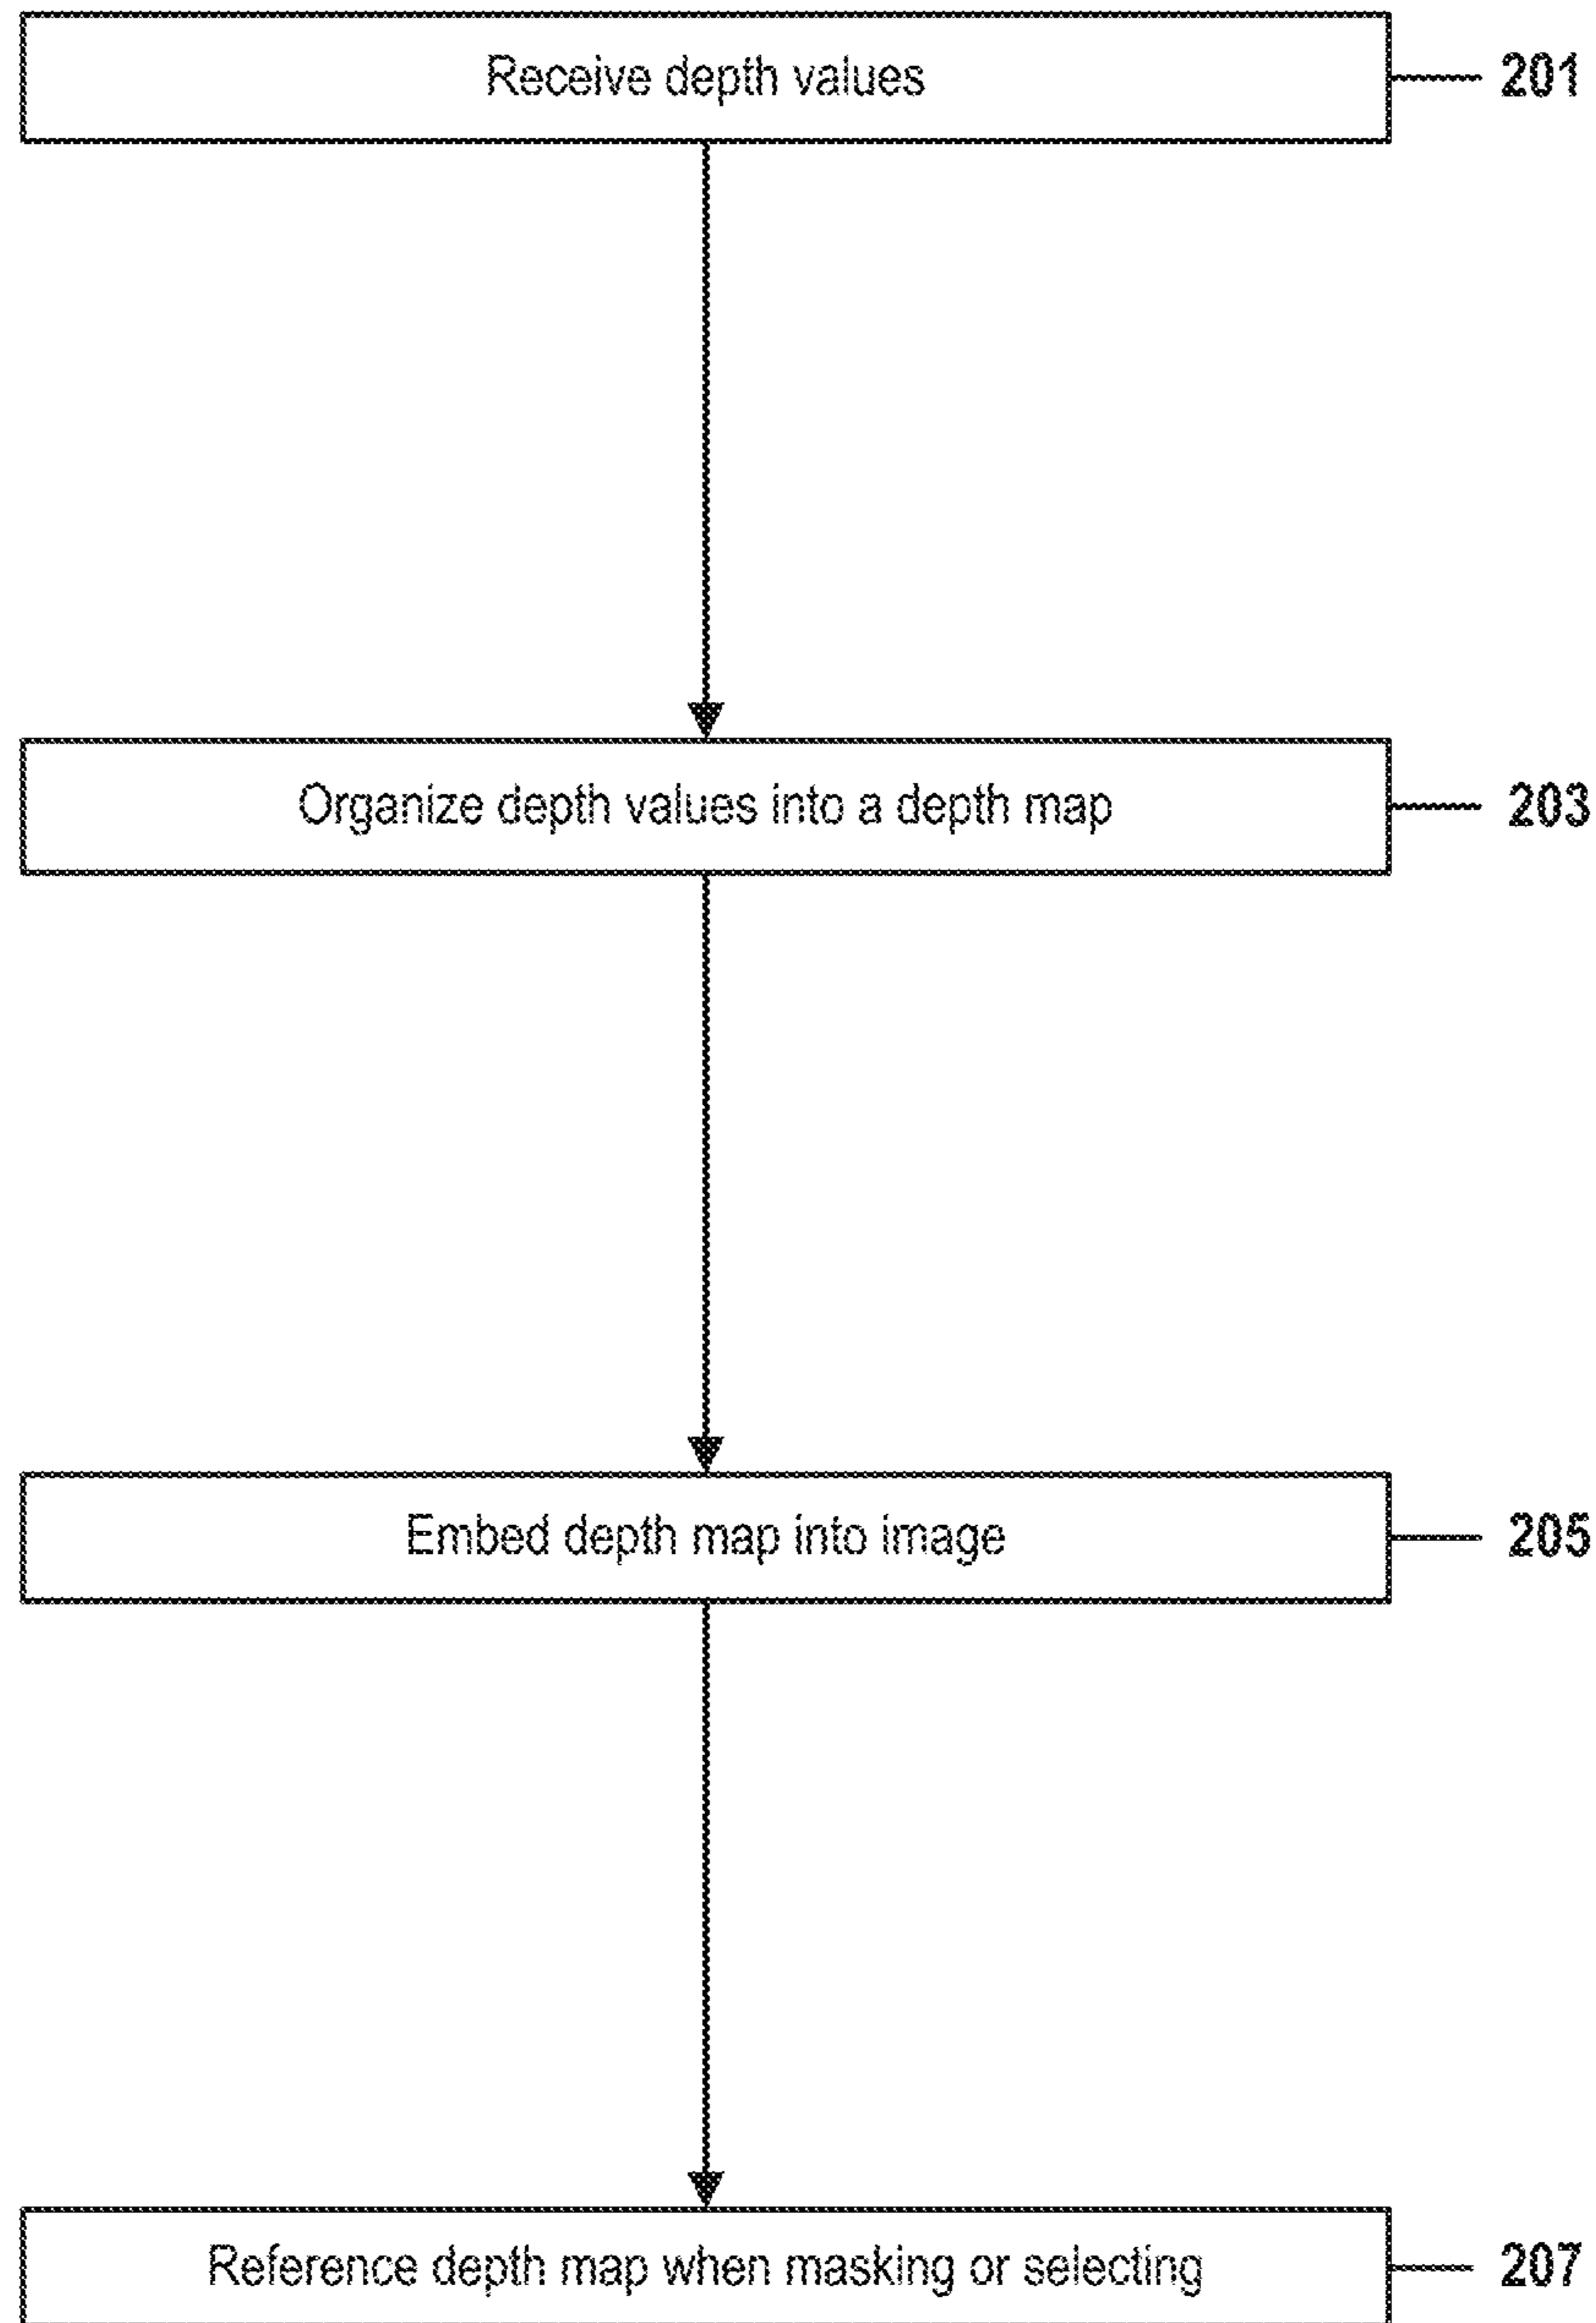 Receive depth values 201
Organize depth values into a depth map 203
Embed depth map into image 205
Reference depth map when masking or selecting 207